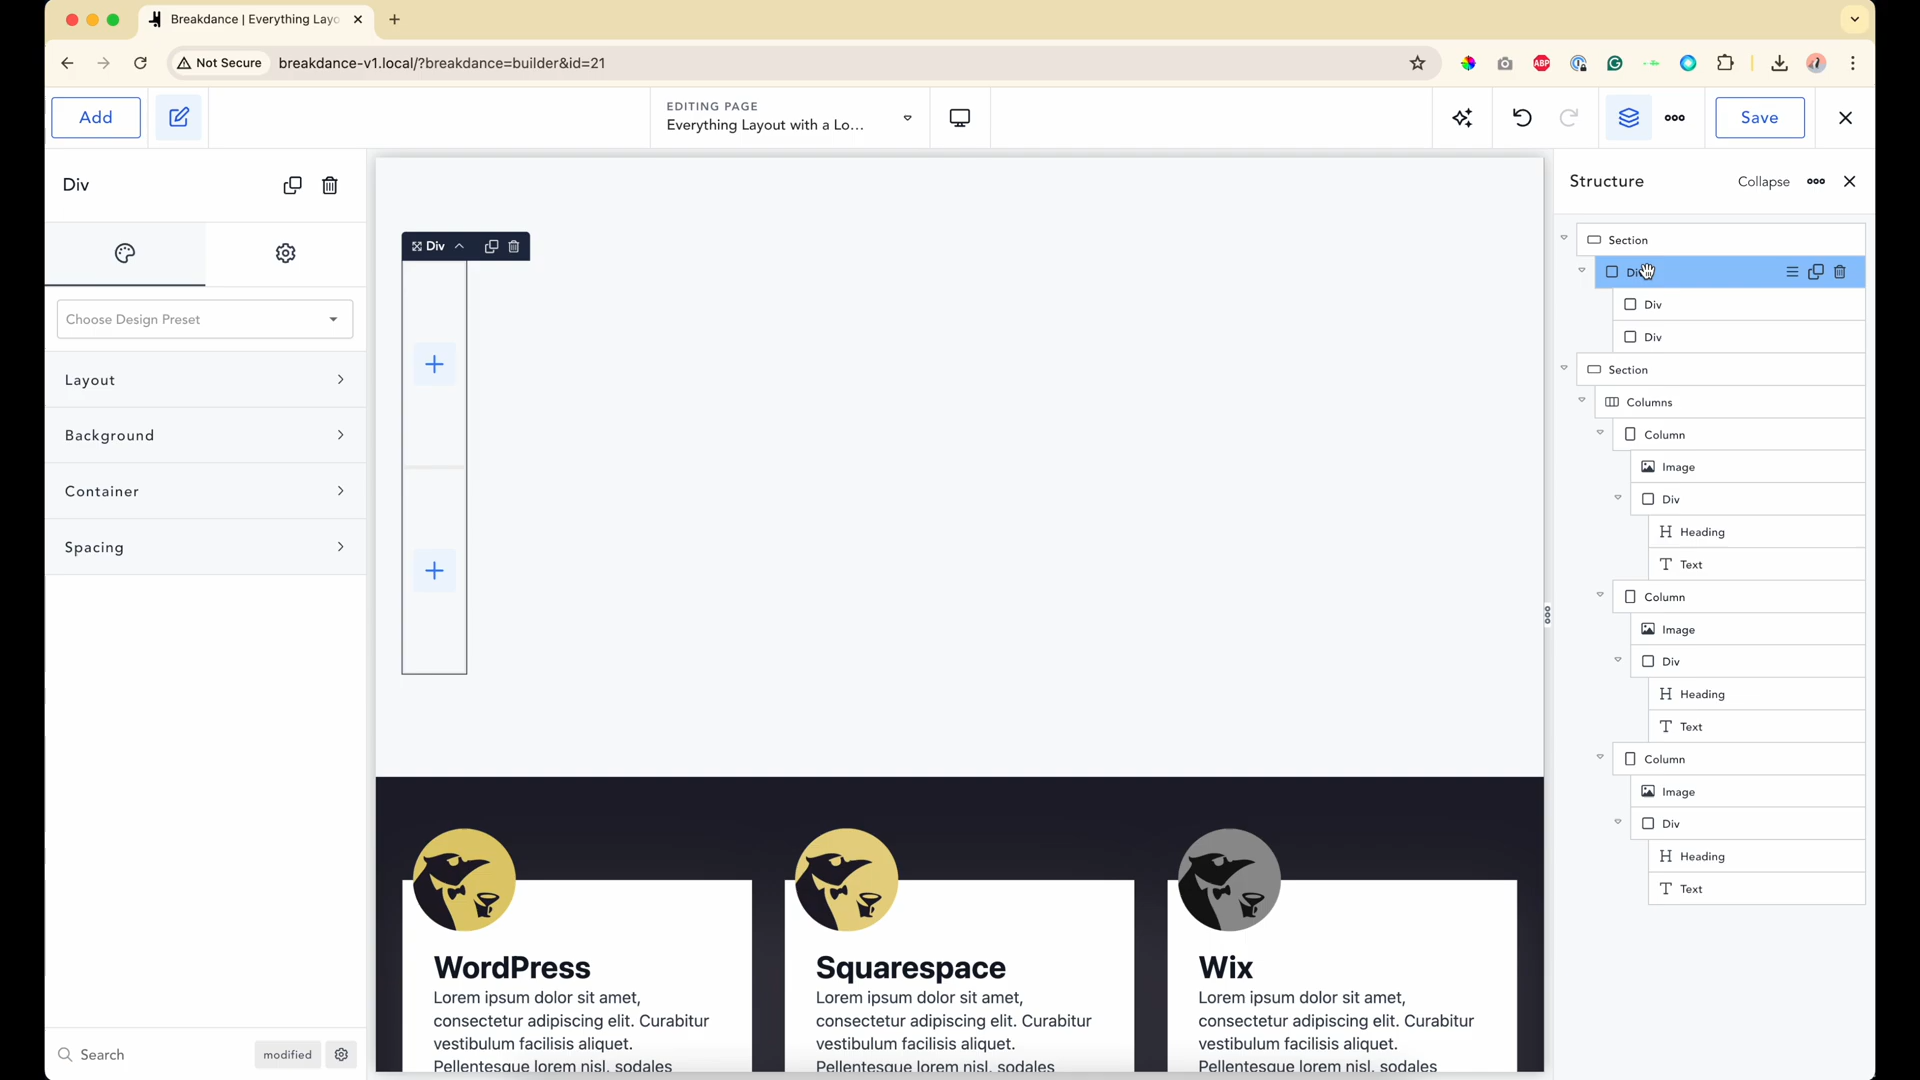 Breakdance | Everything Layo
Not Secure
breakdance-v1.local/?breakdance=builder&id=21
ABP
Add
EDITING PAGE
Everything Layout with a Lo...
Save
Div
Choose Design Preset
Layout
Background
Container
Spacing
Search
modified
Div
WordPress
Lorem ipsum dolor sit amet,
consectetur adipiscing elit. Curabitur
vestibulum facilisis aliquet.
Pellentesque lorem nisl, sodales
Squarespace
Lorem ipsum dolor sit amet,
consectetur adipiscing elit. Curabitur
vestibulum facilisis aliquet.
Pellentesque lorem nisl, sodales
Wix
Lorem ipsum dolor sit amet,
consectetur adipiscing elit. Curabitur
vestibulum facilisis aliquet.
Pellentesque lorem nisl, sodales
Structure
Collapse
Section
Div
Div
Div
Section
Columns
Column
Image
Div
Heading
Text
Column
Image
Div
Heading
Text
Column
Image
Div
Heading
Text